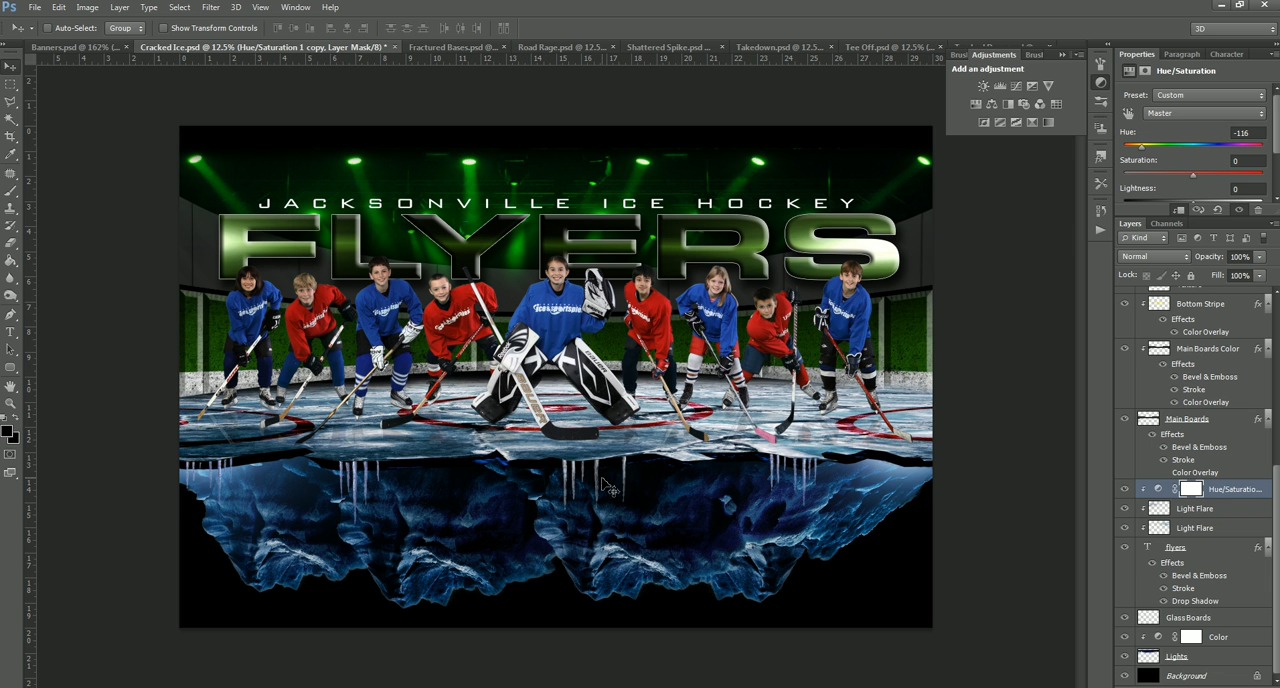 Ps File Edit Image Layer Type Select Filter 3D View Window Help
Auto-Select: Group Show Transform Controls 3D
Banners.psd @ 162% (... × Cracked Ice.psd @ 12.5% (Hue/Saturation 1 copy, Layer Mask/8) * × Fractured Bases.psd @... × Road Rage.psd @ 12.5... × Shattered Spike.psd ... × Takedown.psd @ 12.5%... × Tee Off.psd @ 12.5% (... ×
Brusl Adjustments Brusl
Add an adjustment
Properties Paragraph Character
Hue/Saturation
Preset: Custom
Master
Hue: -116
Saturation: 0
Lightness: 0
JACKSONVILLE ICE HOCKEY
FLYERS
Layers Channels
Kind
Normal Opacity: 100%
Lock: Fill: 100%
Bottom Stripe fx
Effects
Color Overlay
Main Boards Color fx
Effects
Bevel & Emboss
Stroke
Color Overlay
Main Boards fx
Effects
Bevel & Emboss
Stroke
Color Overlay
Hue/Saturatio...
Light Flare
Light Flare
T flyers fx
Effects
Bevel & Emboss
Stroke
Drop Shadow
Glass Boards
Color
Lights
Background